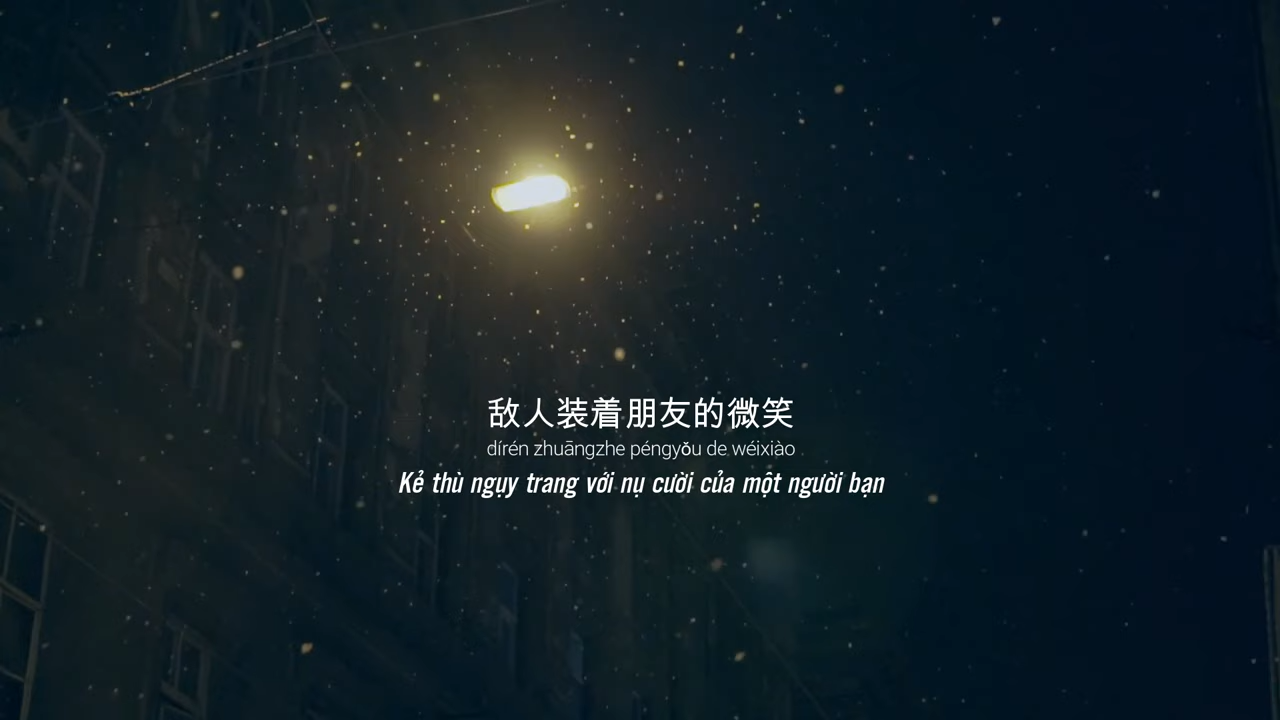 敌人装着朋友的微笑
dírén zhuāngzhe péngyǒu de wéixiào
Kẻ thù ngụy trang với nụ cười của một người bạn